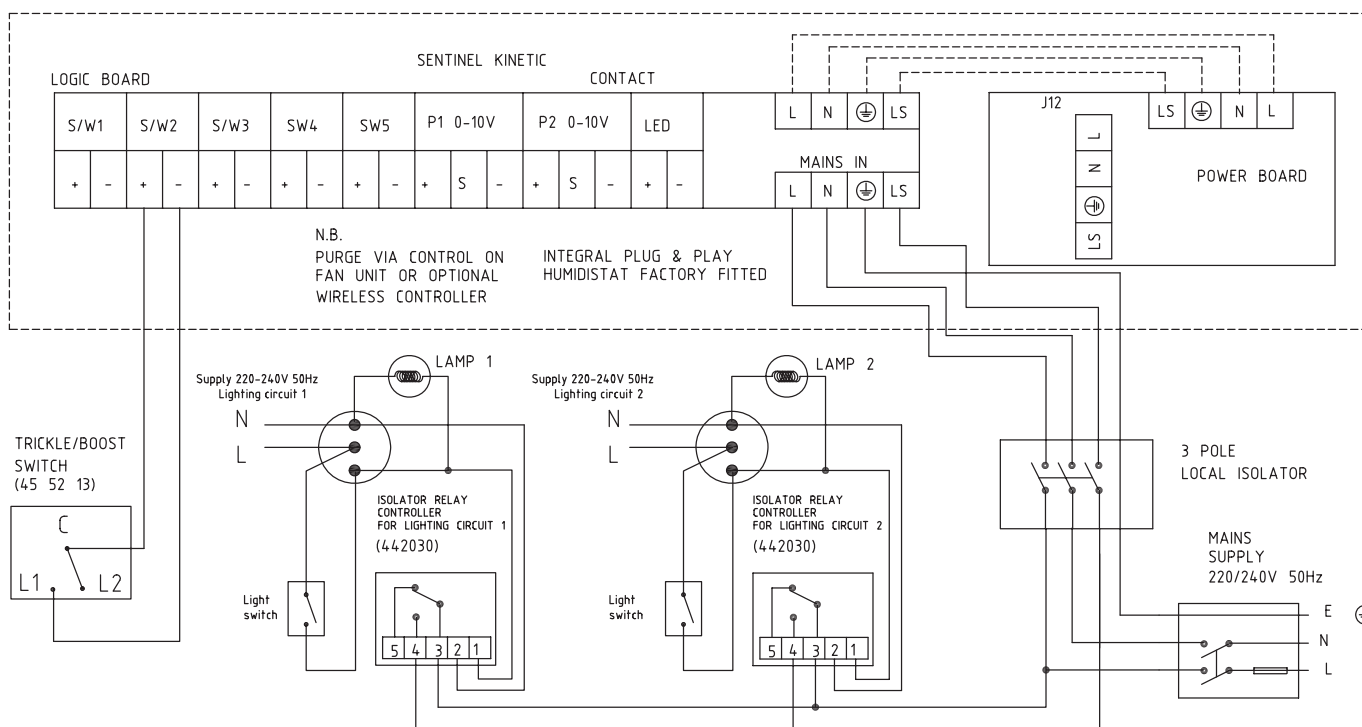 SENTINEL KINETIC
LOGIC BOARD
CONTACT
S/W1 S/W2 S/W3 SW4 SW5 P1 0-10V P2 0-10V LED
+ - + - + - + - + - + S - + S - + -
L N LS
MAINS IN
L N LS
J12
L
N
LS
LS N L
POWER BOARD
N.B.
PURGE VIA CONTROL ON
FAN UNIT OR OPTIONAL
WIRELESS CONTROLLER
INTEGRAL PLUG & PLAY
HUMIDISTAT FACTORY FITTED
TRICKLE/BOOST
SWITCH
(45 52 13)
C
L1 L2
Supply 220-240V 50Hz
Lighting circuit 1
N
L
LAMP 1
ISOLATOR RELAY
CONTROLLER
FOR LIGHTING CIRCUIT 1
(442030)
Light
switch
5 4 3 2 1
Supply 220-240V 50Hz
Lighting circuit 2
N
L
LAMP 2
ISOLATOR RELAY
CONTROLLER
FOR LIGHTING CIRCUIT 2
(442030)
Light
switch
5 4 3 2 1
3 POLE
LOCAL ISOLATOR
MAINS
SUPPLY
220/240V 50Hz
E
N
L